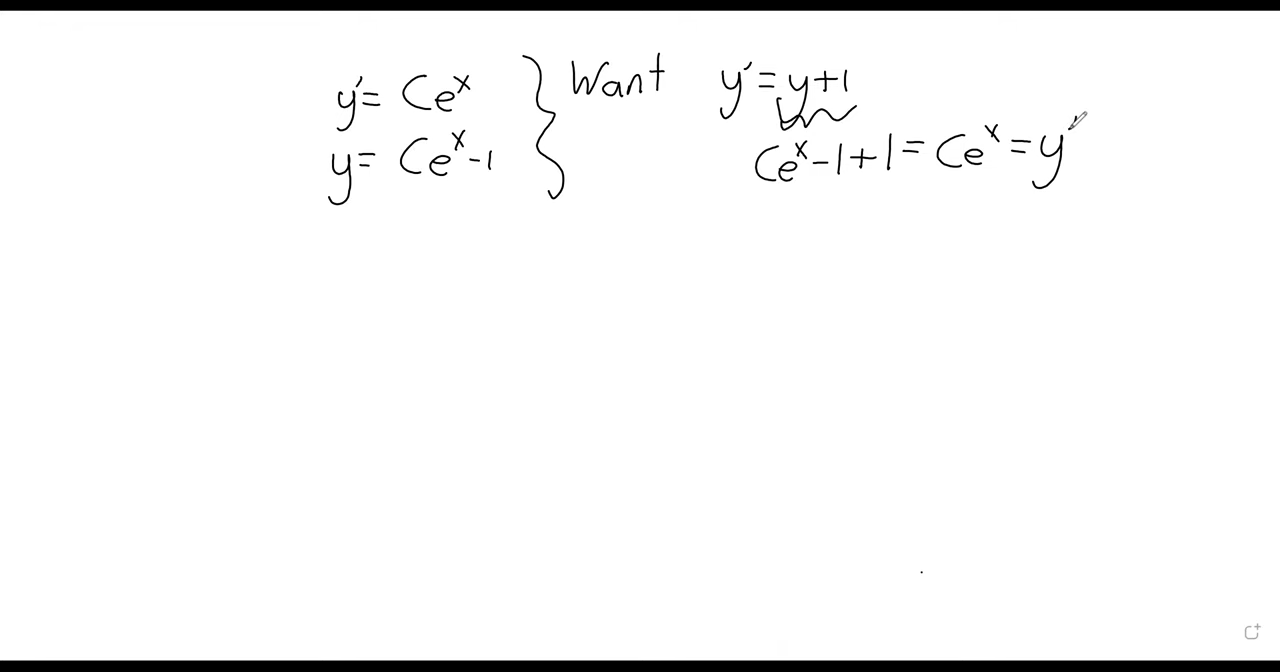 y' = Ce^x } Want y' = y+1
y = Ce^x - 1 Ce^x - 1 + 1 = Ce^x = y'